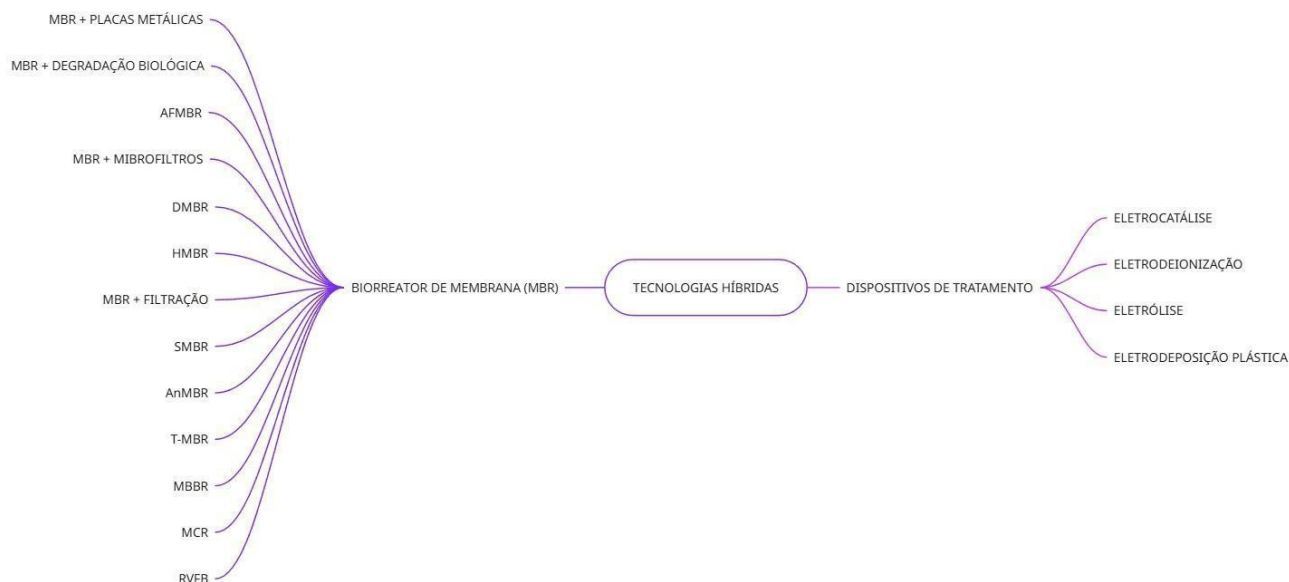 MBR + PLACAS METÁLICAS
MBR + DEGRADAÇÃO BIOLÓGICA
AFMBR
MBR + MIBROFILTROS
DMBR
HMBR
MBR + FILTRAÇÃO
SMBR
AnMBR
T-MBR
MBBR
MCR
RVFB
BIORREATOR DE MEMBRANA (MBR)
TECNOLOGIAS HÍBRIDAS
DISPOSITIVOS DE TRATAMENTO
ELETROCATÁLISE
ELETRODEIONIZAÇÃO
ELETRÓLISE
ELETRODEPOSIÇÃO PLÁSTICA